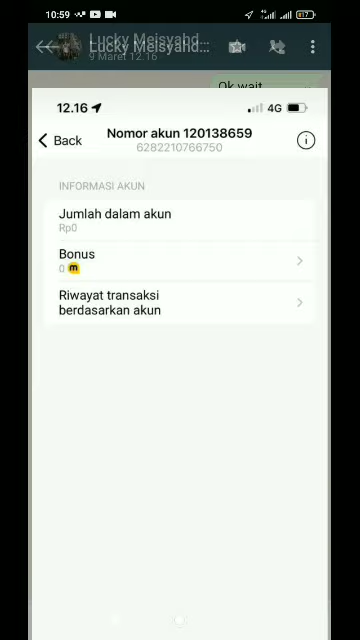 10:59
17
Lucky Meisyahd...
9 Maret 12.16
Ok wait
12.16
4G
Back
Nomor akun 120138659
6282210766750
INFORMASI AKUN
Jumlah dalam akun
Rp0
Bonus
0 m
Riwayat transaksi
berdasarkan akun